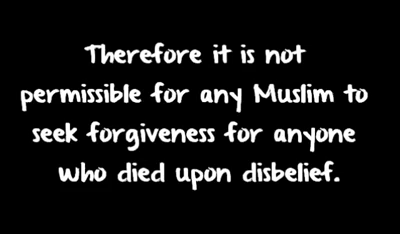 Therefore it is not
permissible for any Muslim to
seek forgiveness for anyone
who died upon disbelief.